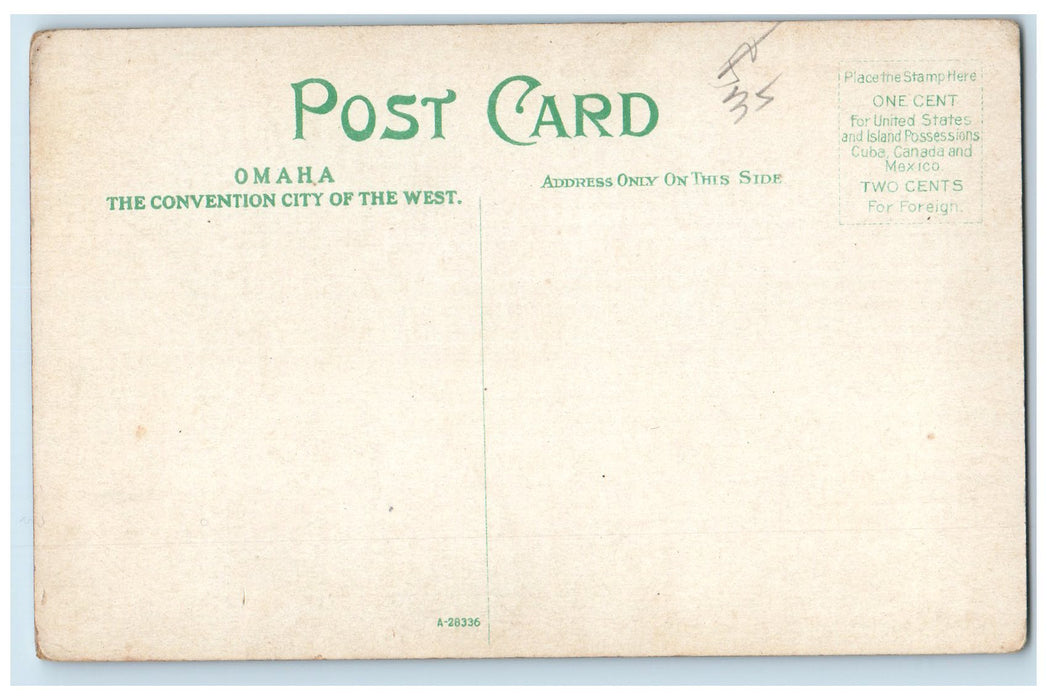 POST CARD
OMAHA
THE CONVENTION CITY OF THE WEST.
ADDRESS ONLY ON THIS SIDE
Place the Stamp Here
ONE CENT
for United States
and Island Possessions
Cuba, Canada and
Mexico
TWO CENTS
For Foreign.
35
A-28336